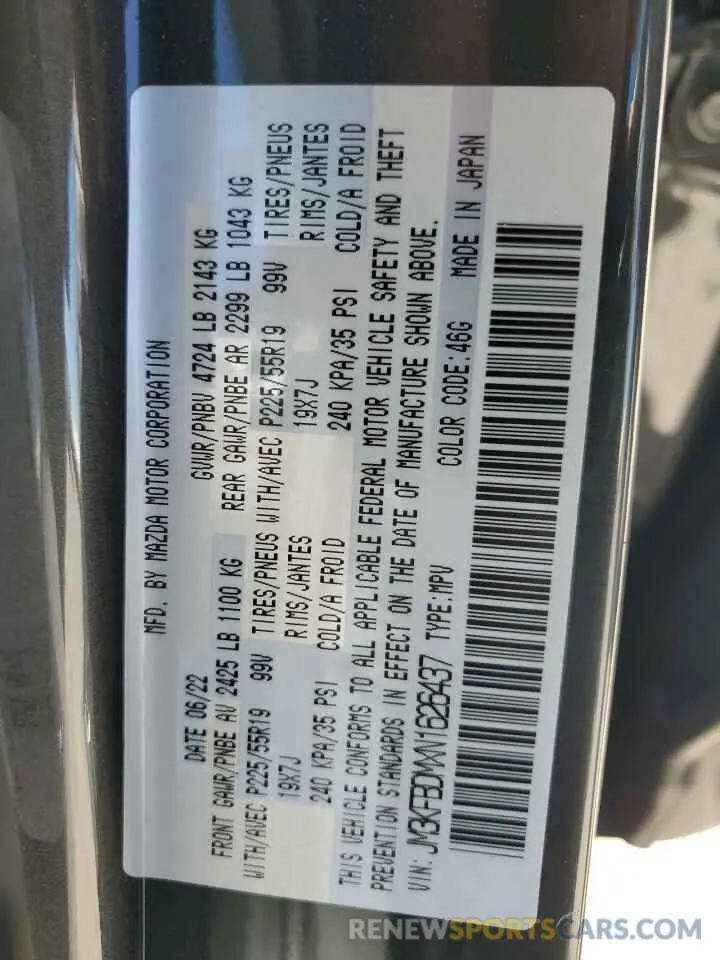 MFD. BY MAZDA MOTOR CORPORATION
DATE 06/22 GVWR/PNBV 4724 LB 2143 KG
FRONT GAWR/PNBE AV 2425 LB 1100 KG REAR GAWR/PNBE AR 2299 LB 1043 KG
WITH/AVEC P225/55R19 99V TIRES/PNEUS WITH/AVEC P225/55R19 99V TIRES/PNEUS
19X7J RIMS/JANTES 19X7J RIMS/JANTES
240 KPA/35 PSI COLD/A FROID 240 KPA/35 PSI COLD/A FROID
THIS VEHICLE CONFORMS TO ALL APPLICABLE FEDERAL MOTOR VEHICLE SAFETY AND THEFT
PREVENTION STANDARDS IN EFFECT ON THE DATE OF MANUFACTURE SHOWN ABOVE.
VIN: JM3KFBDMXN1626437 TYPE:MPV COLOR CODE:46G MADE IN JAPAN
RENEWSPORTSCARS.COM